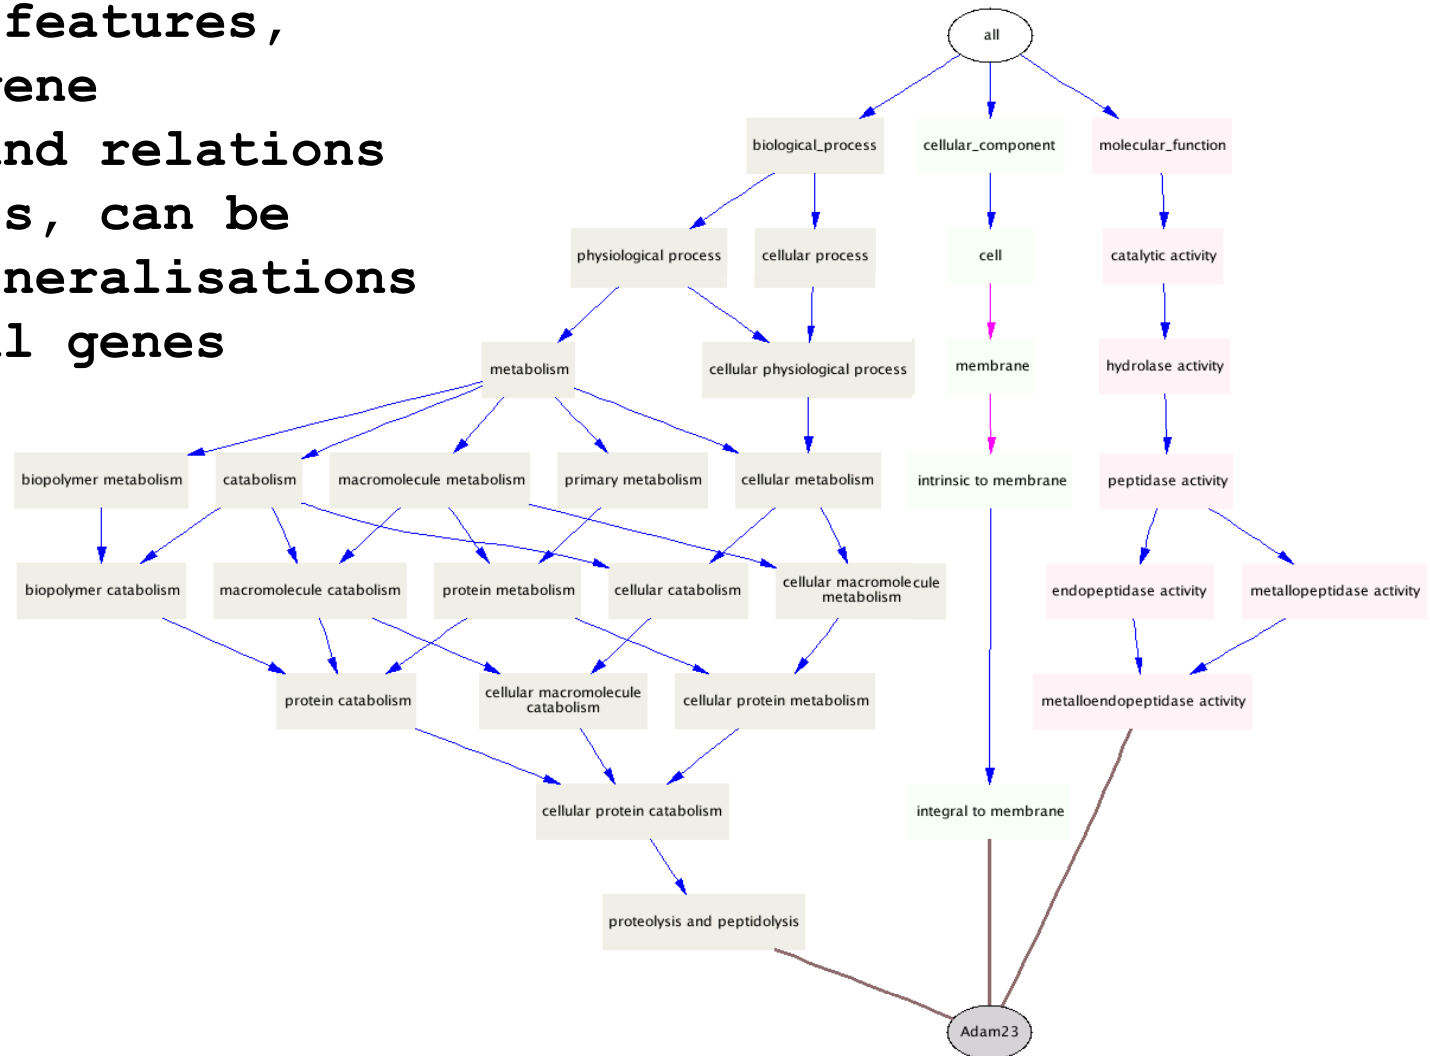 features,
and relations
s, can be
neralisations
genes
all
biological_process
cellular_component
molecular_function
physiological process
cellular process
cell
catalytic activity
metabolism
cellular physiological process
membrane
hydrolase activity
biopolymer metabolism
catabolism
macromolecule metabolism
primary metabolism
cellular metabolism
intrinsic to membrane
peptidase activity
biopolymer catabolism
macromolecule catabolism
protein metabolism
cellular catabolism
cellular macromolecule
metabolism
endopeptidase activity
metallopeptidase activity
protein catabolism
cellular macromolecule
catabolism
cellular protein metabolism
metalloendopeptidase activity
cellular protein catabolism
integral to membrane
proteolysis and peptidolysis
Adam23